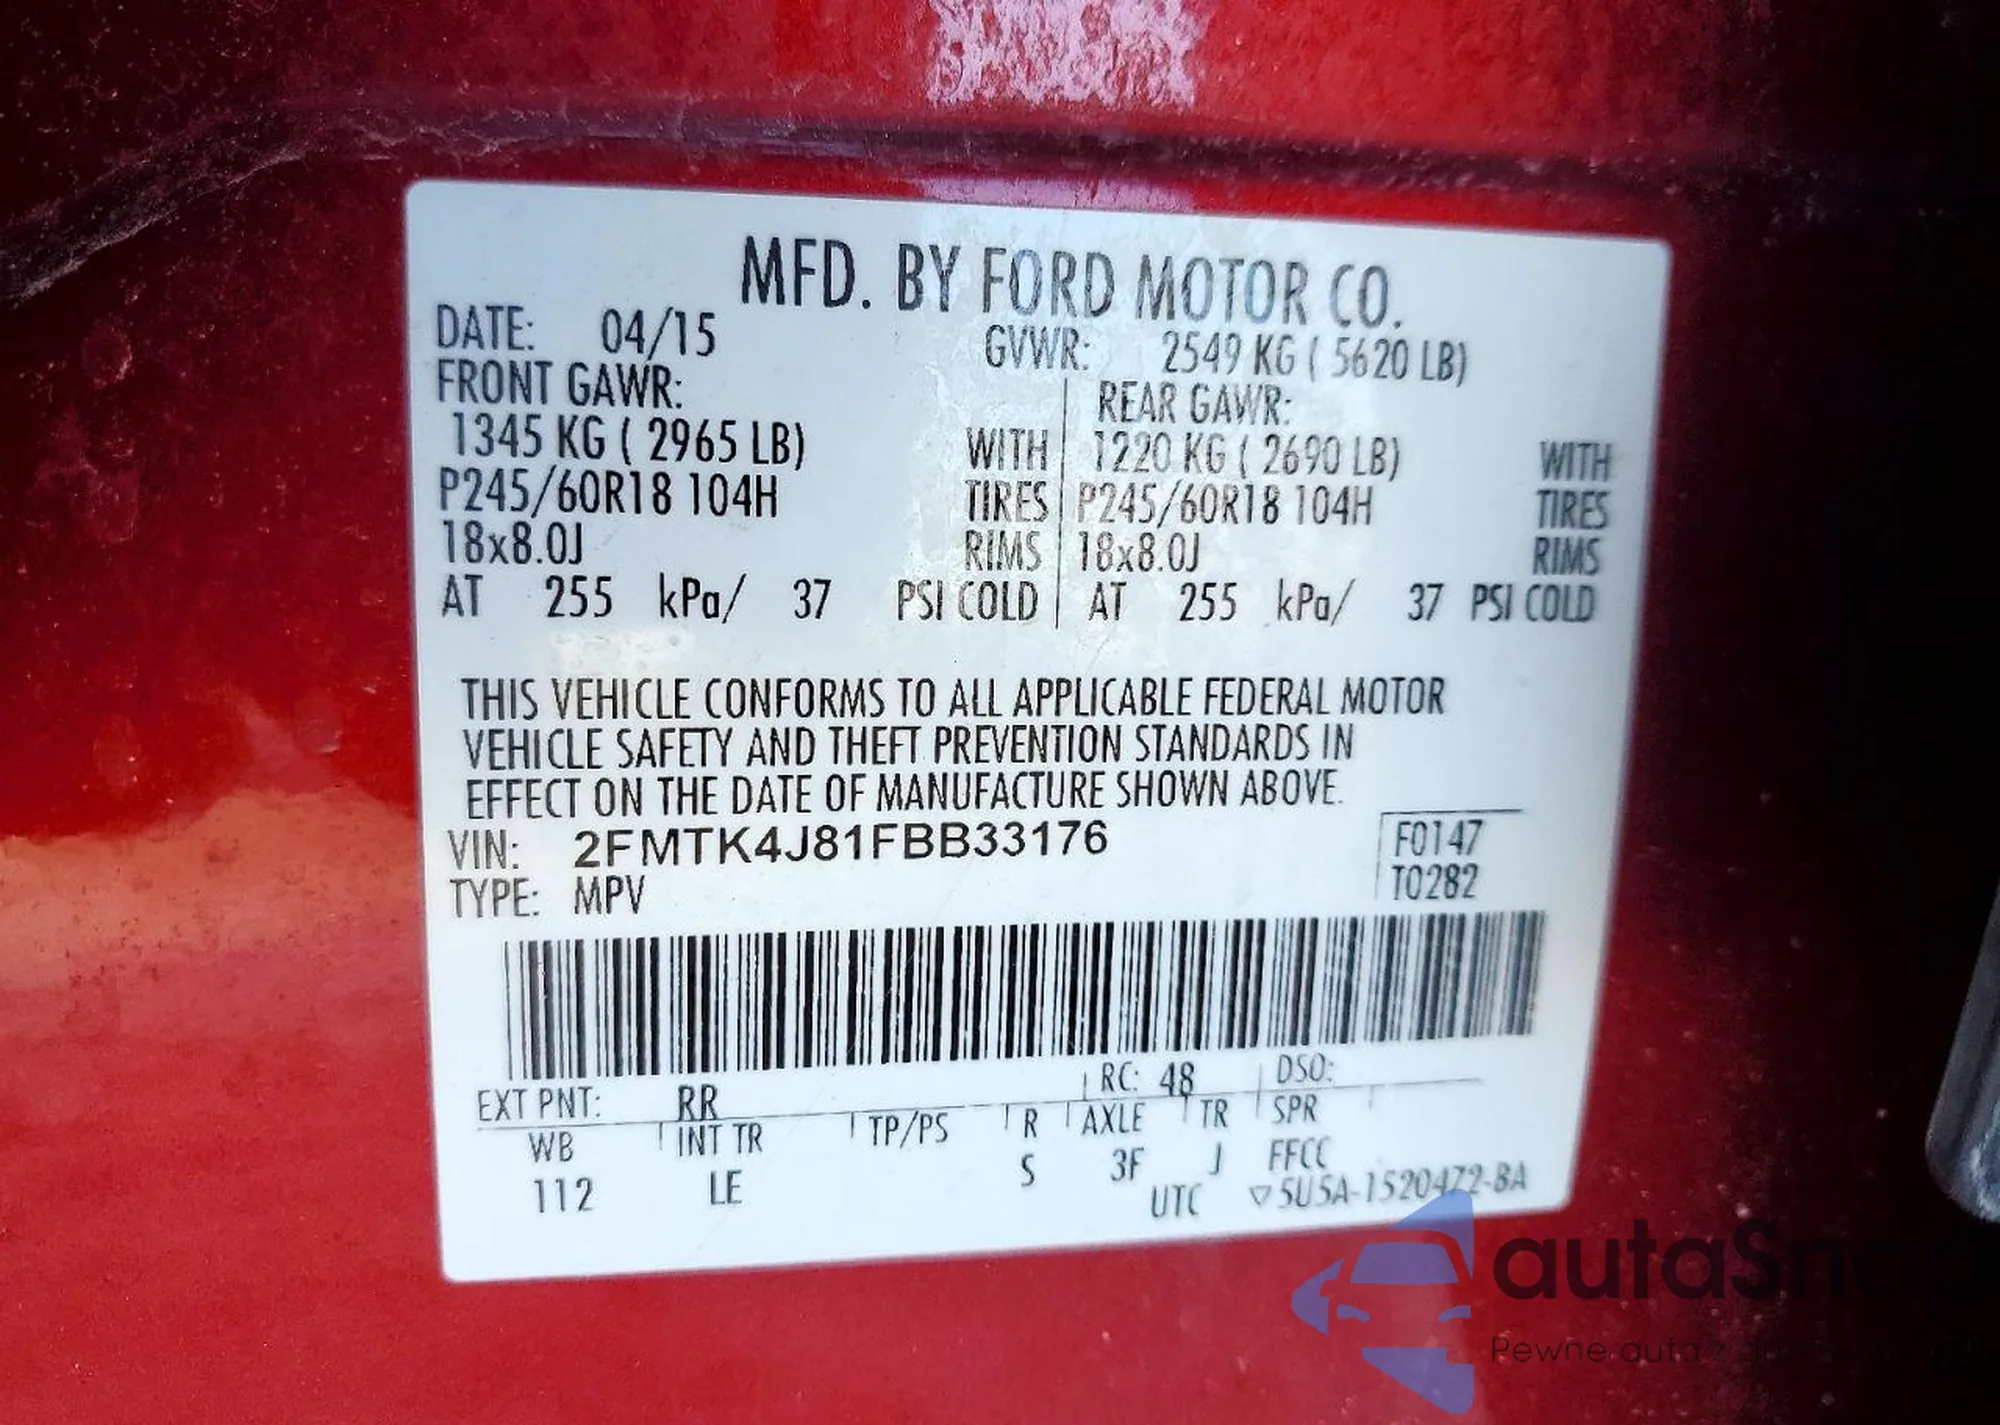 MFD. BY FORD MOTOR CO.
DATE: 04/15 GVWR: 2549 KG ( 5620 LB)
FRONT GAWR: REAR GAWR:
1345 KG ( 2965 LB) WITH 1220 KG ( 2690 LB) WITH
P245/60R18 104H TIRES P245/60R18 104H TIRES
18x8.0J RIMS 18x8.0J RIMS
AT 255 kPa/ 37 PSI COLD AT 255 kPa/ 37 PSI COLD
THIS VEHICLE CONFORMS TO ALL APPLICABLE FEDERAL MOTOR
VEHICLE SAFETY AND THEFT PREVENTION STANDARDS IN
EFFECT ON THE DATE OF MANUFACTURE SHOWN ABOVE.
VIN: 2FMTK4J81FBB33176 F0147
TYPE: MPV T0282
EXT PNT: RR RC: 48 DSO:
WB INT TR TP/PS R AXLE TR SPR
112 LE S 3F J FFCC
UTC ▽5U5A-1520472-BA
autaSna
Pewne auta z